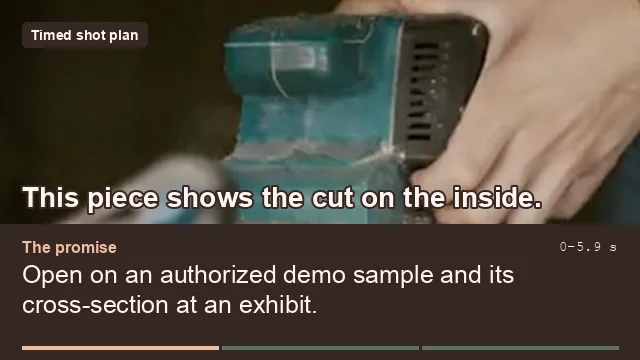 Timed shot plan
This piece shows the cut on the inside.
The promise
0–5.9 s
Open on an authorized demo sample and its
cross-section at an exhibit.